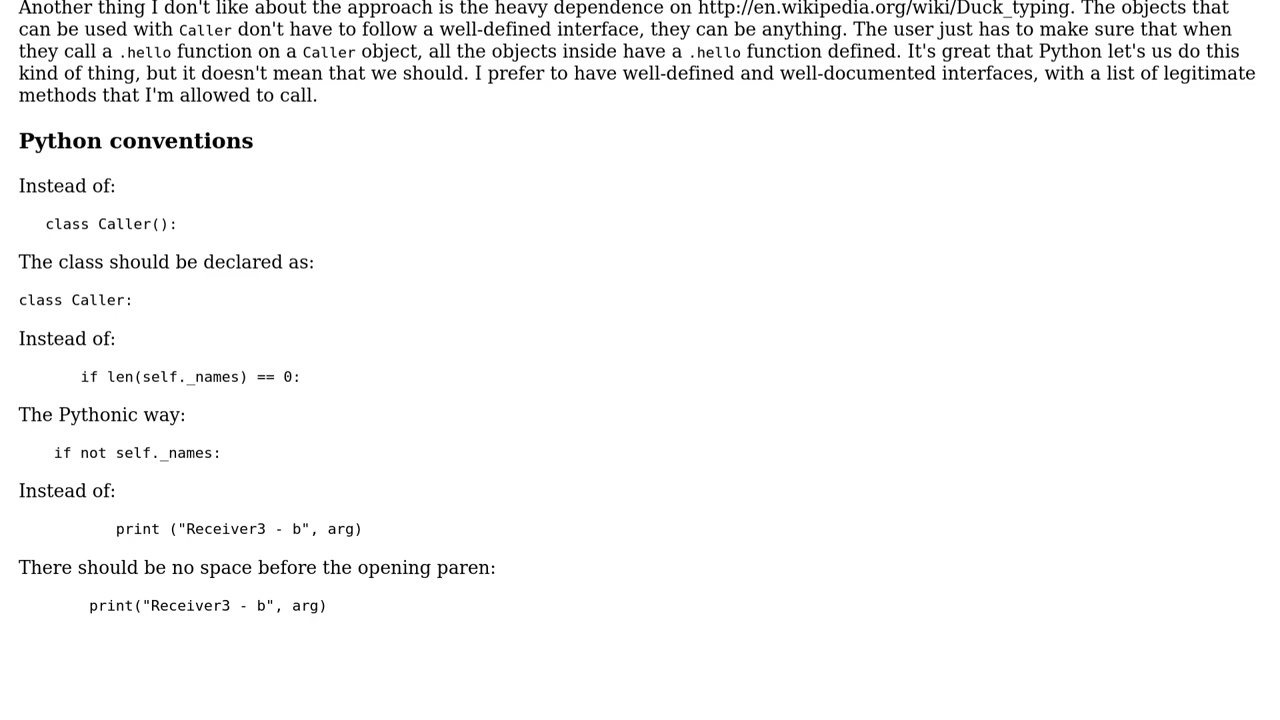 Another thing I don't like about the approach is the heavy dependence on http://en.wikipedia.org/wiki/Duck_typing. The objects that
can be used with Caller don't have to follow a well-defined interface, they can be anything. The user just has to make sure that when
they call a .hello function on a Caller object, all the objects inside have a .hello function defined. It's great that Python let's us do this
kind of thing, but it doesn't mean that we should. I prefer to have well-defined and well-documented interfaces, with a list of legitimate
methods that I'm allowed to call.
Python conventions
Instead of:
class Caller():
The class should be declared as:
class Caller:
Instead of:
if len(self._names) == 0:
The Pythonic way:
if not self._names:
Instead of:
print ("Receiver3 - b", arg)
There should be no space before the opening paren:
print("Receiver3 - b", arg)